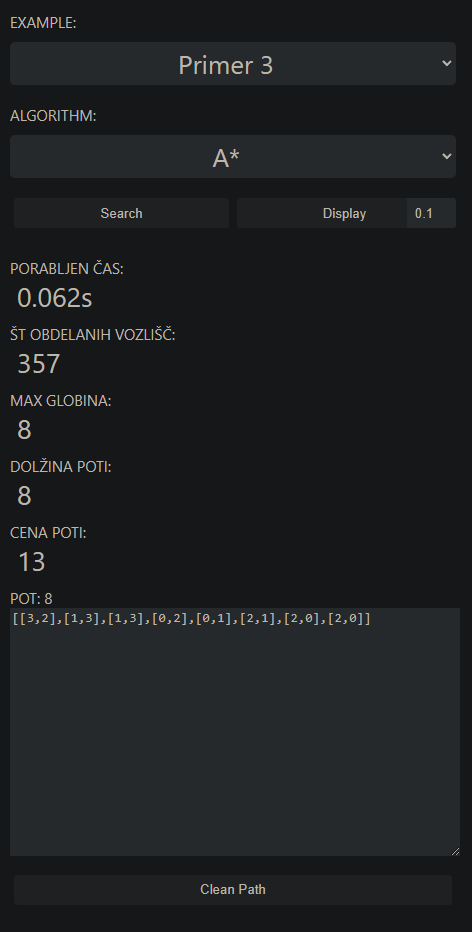 EXAMPLE:
Primer 3
ALGORITHM:
A*
Search
Display
0.1
PORABLJEN ČAS:
0.062s
ŠT OBDELANIH VOZLIŠČ:
357
MAX GLOBINA:
8
DOLŽINA POTI:
8
CENA POTI:
13
POT: 8
[[3,2],[1,3],[1,3],[0,2],[0,1],[2,1],[2,0],[2,0]]
Clean Path